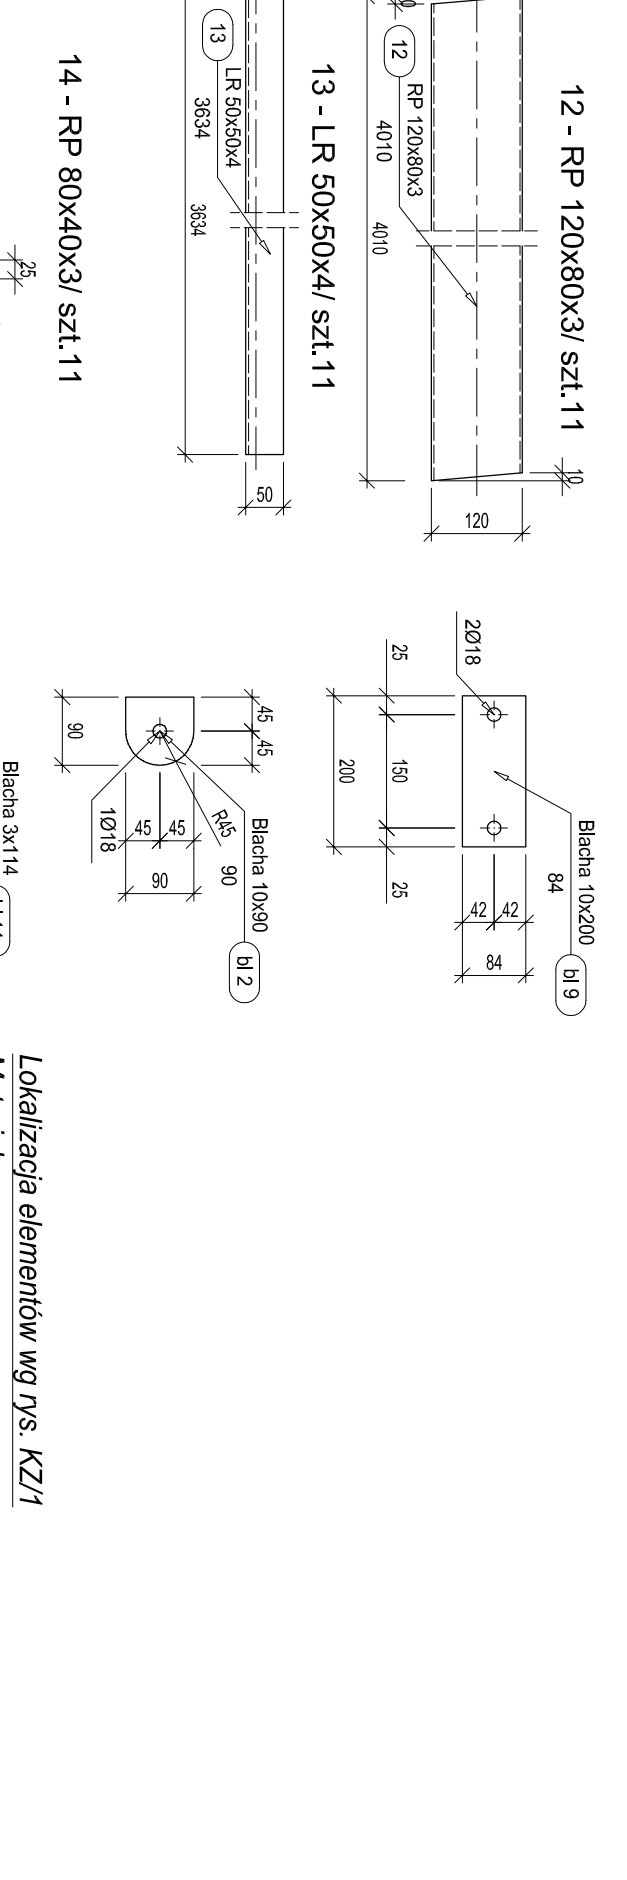 12 - RP 120x80x3/ szt.11
10
120
12
RP 120x80x3
4010
4010
13 - LR 50x50x4/ szt.11
13
LR 50x50x4
3634
3634
50
14 - RP 80x40x3/ szt.11
25
Blacha 10x200
84
bl 9
2Ø18
25
150
25
200
42
42
84
Blacha 10x90
90
bl 2
R45
45
45
90
1Ø18
45
45
90
Blacha 3x114
Lokalizacja elementów wg rys. KZ/1